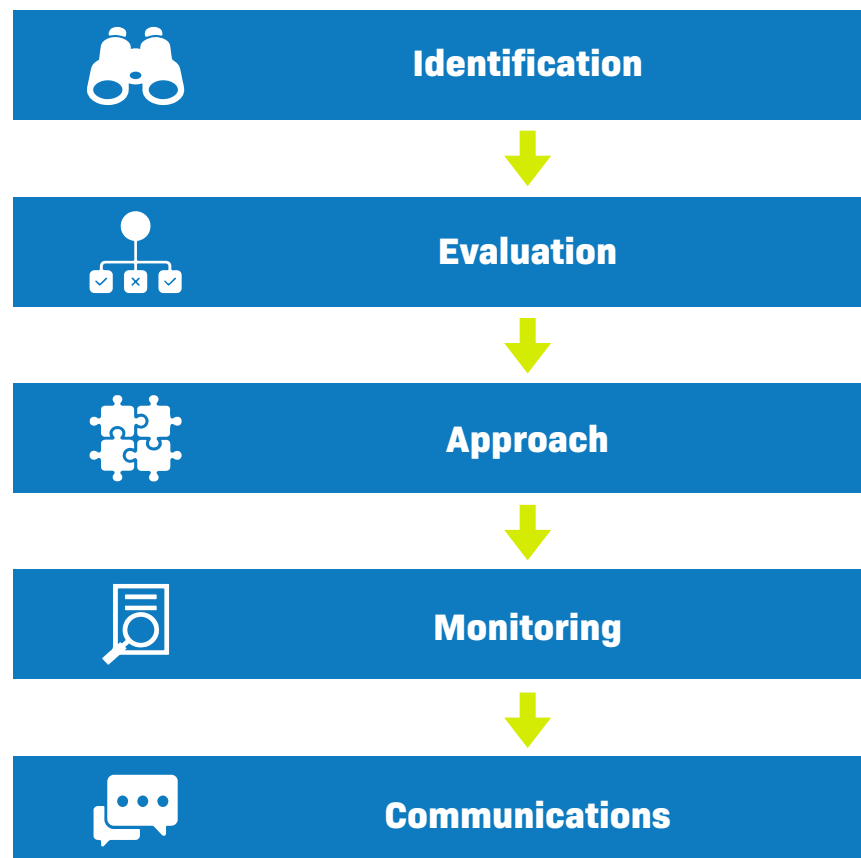 Identification
Evaluation
Approach
Monitoring
Communications